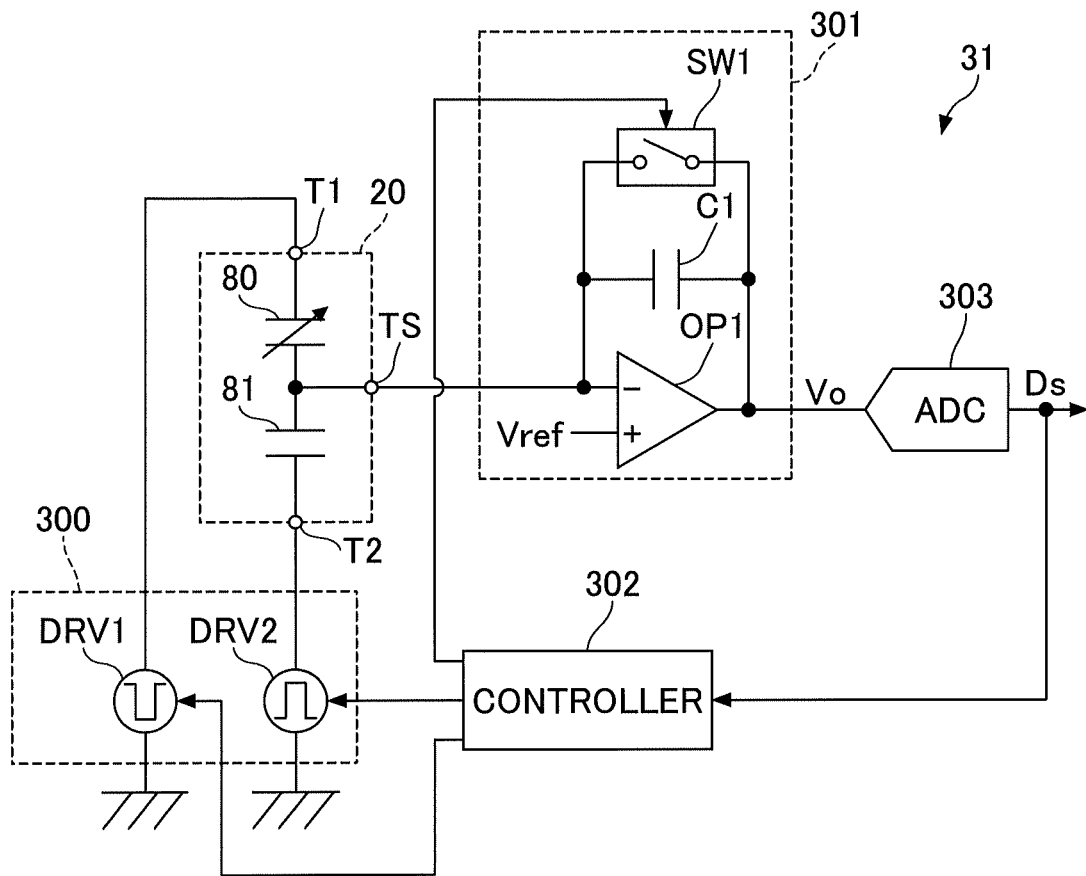 301
SW1
31
T1
20
C1
80
TS
OP1
303
81
Vo
ADC
Ds
Vref
−
+
300
T2
302
DRV1
DRV2
CONTROLLER